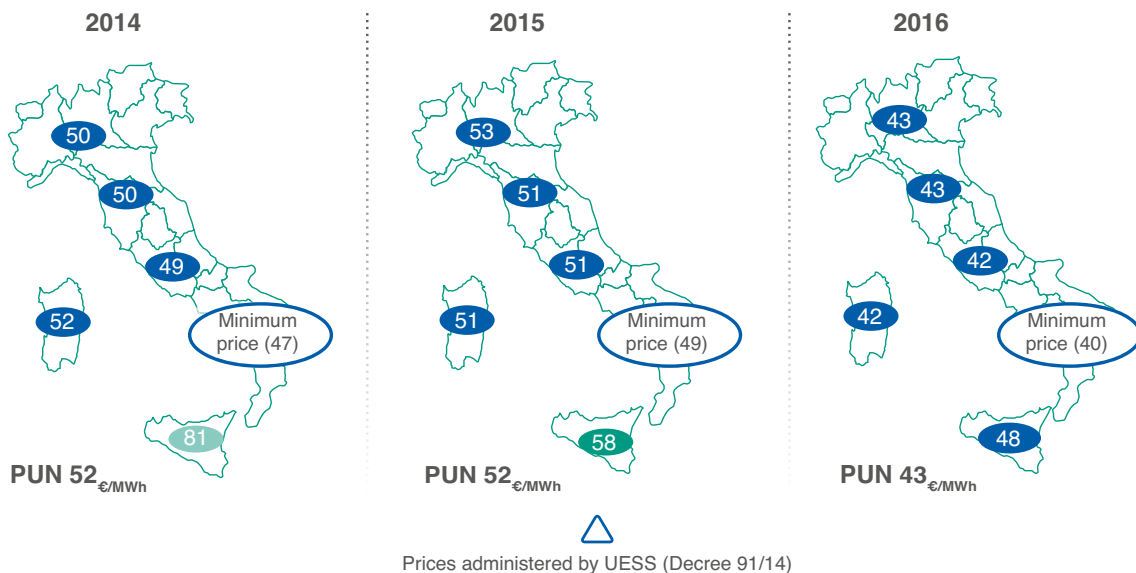 2014
50
50
49
52
Minimum
price (47)
81
PUN 52 €/MWh
2015
53
51
51
51
Minimum
price (49)
58
PUN 52 €/MWh
2016
43
43
42
42
Minimum
price (40)
48
PUN 43 €/MWh
Prices administered by UESS (Decree 91/14)